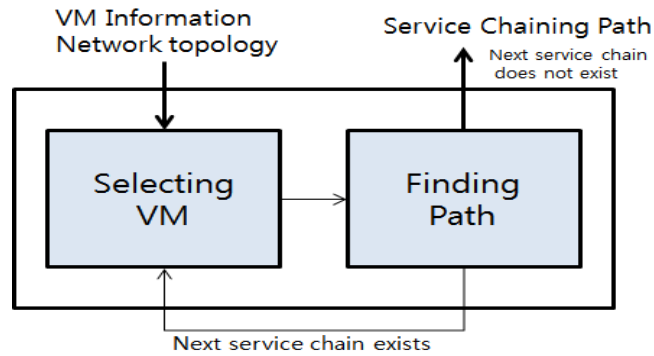 VM Information
Network topology
Service Chaining Path
Next service chain
does not exist
Selecting
VM
Finding
Path
Next service chain exists